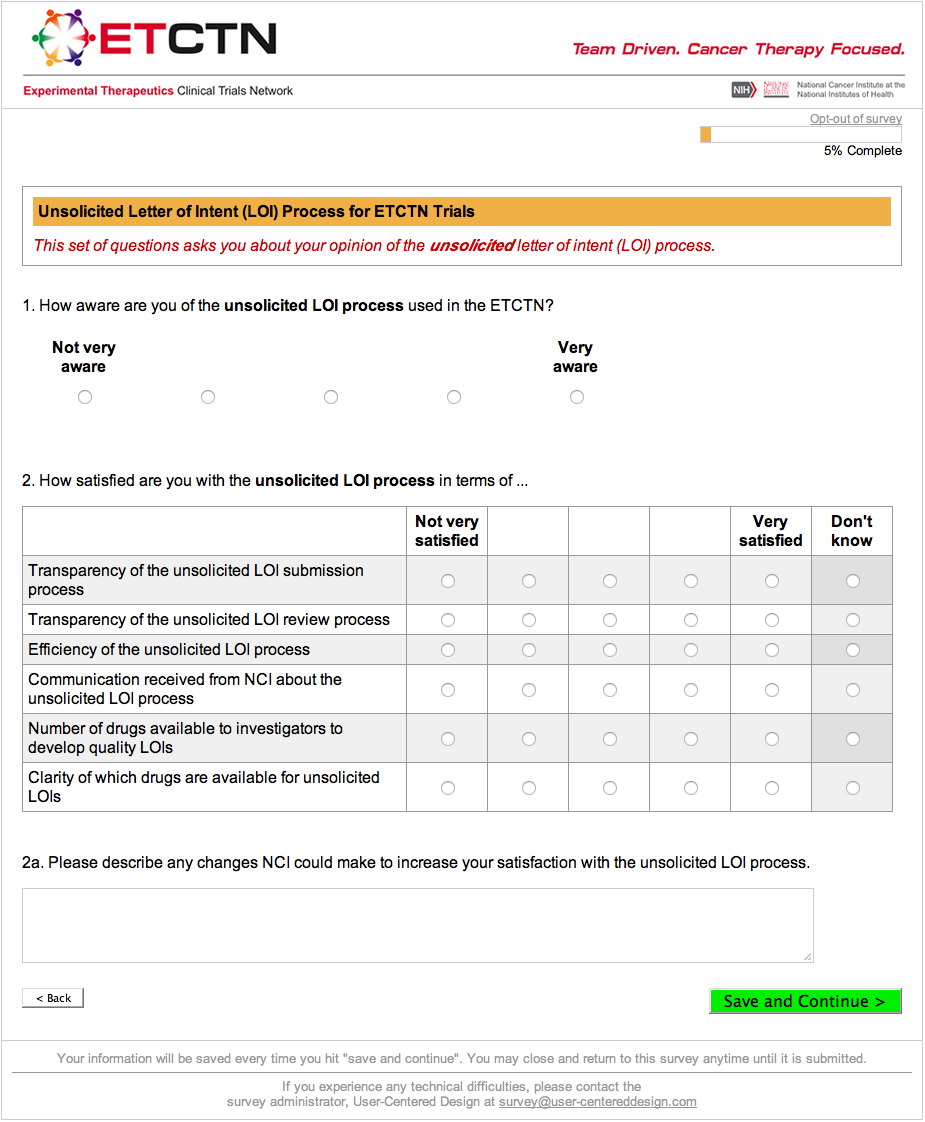 ETCTN
Team Driven. Cancer Therapy Focused.
Experimental Therapeutics Clinical Trials Network
NIH
NATIONAL
CANCER
INSTITUTE
National Cancer Institute at the
National Institutes of Health
Opt-out of survey
5% Complete
Unsolicited Letter of Intent (LOI) Process for ETCTN Trials
This set of questions asks you about your opinion of the unsolicited letter of intent (LOI) process.
1. How aware are you of the unsolicited LOI process used in the ETCTN?
Not very
aware
Very
aware
2. How satisfied are you with the unsolicited LOI process in terms of ...
Not very
satisfied
Very
satisfied
Don't
know
Transparency of the unsolicited LOI submission
process
Transparency of the unsolicited LOI review process
Efficiency of the unsolicited LOI process
Communication received from NCI about the
unsolicited LOI process
Number of drugs available to investigators to
develop quality LOIs
Clarity of which drugs are available for unsolicited
LOIs
2a. Please describe any changes NCI could make to increase your satisfaction with the unsolicited LOI process.
< Back
Save and Continue >
Your information will be saved every time you hit "save and continue". You may close and return to this survey anytime until it is submitted.
If you experience any technical difficulties, please contact the
survey administrator, User-Centered Design at survey@user-centereddesign.com